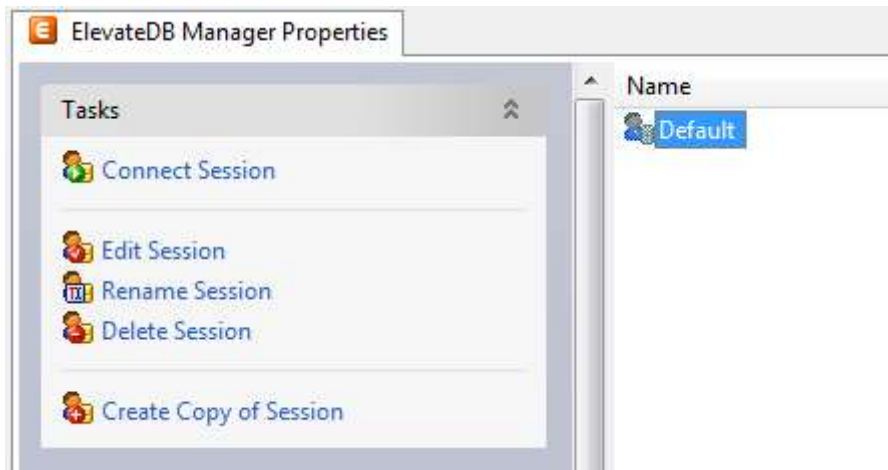 ElevateDB Manager Properties
Tasks
Connect Session
Edit Session
Rename Session
Delete Session
Create Copy of Session
Name
Default